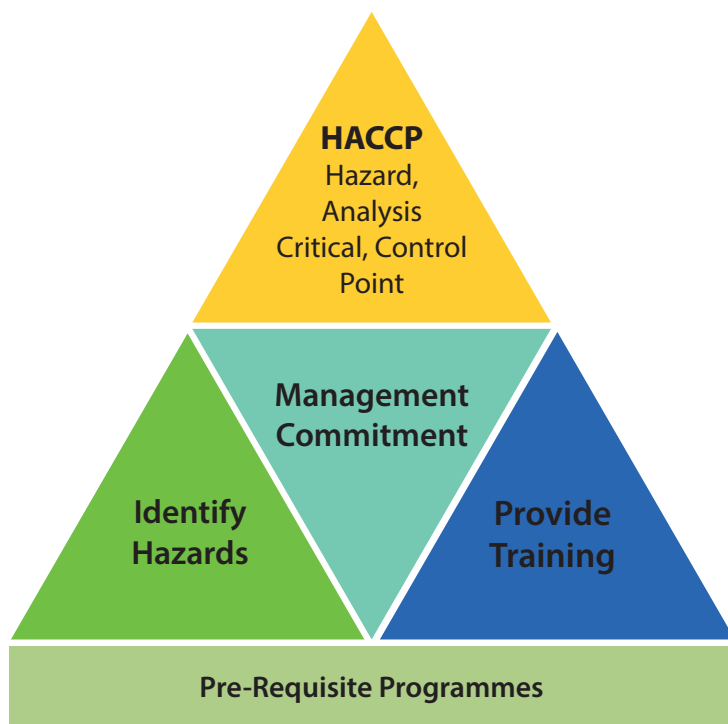 HACCP
Hazard,
Analysis
Critical, Control
Point
Management
Commitment
Identify
Hazards
Provide
Training
Pre-Requisite Programmes